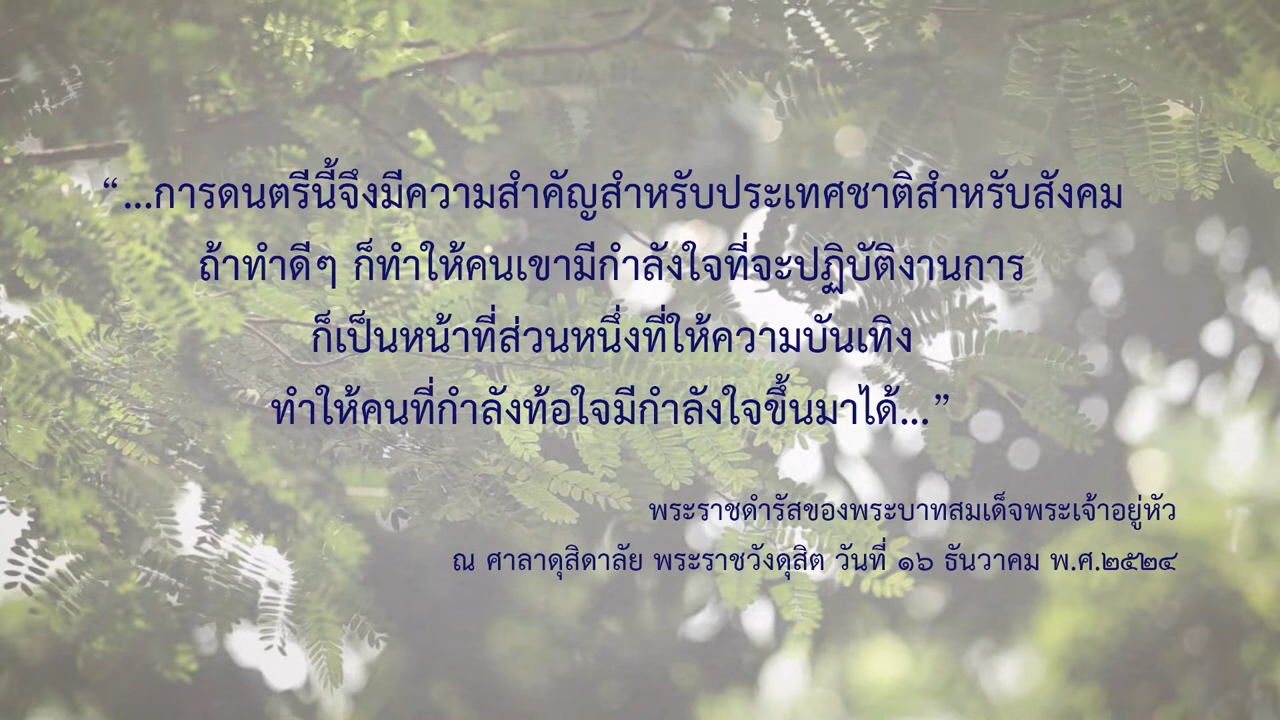 “...การดนตรีนี้จึงมีความสำคัญสำหรับประเทศชาติสำหรับสังคม
ถ้าทำดีๆ ก็ทำให้คนเขามีกำลังใจที่จะปฏิบัติงานการ
ก็เป็นหน้าที่ส่วนหนึ่งที่ให้ความบันเทิง
ทำให้คนที่กำลังท้อใจมีกำลังใจขึ้นมาได้...”
พระราชดำรัสของพระบาทสมเด็จพระเจ้าอยู่หัว
ณ ศาลาดุสิดาลัย พระราชวังดุสิต วันที่ ๑๖ ธันวาคม พ.ศ.๒๕๒๔